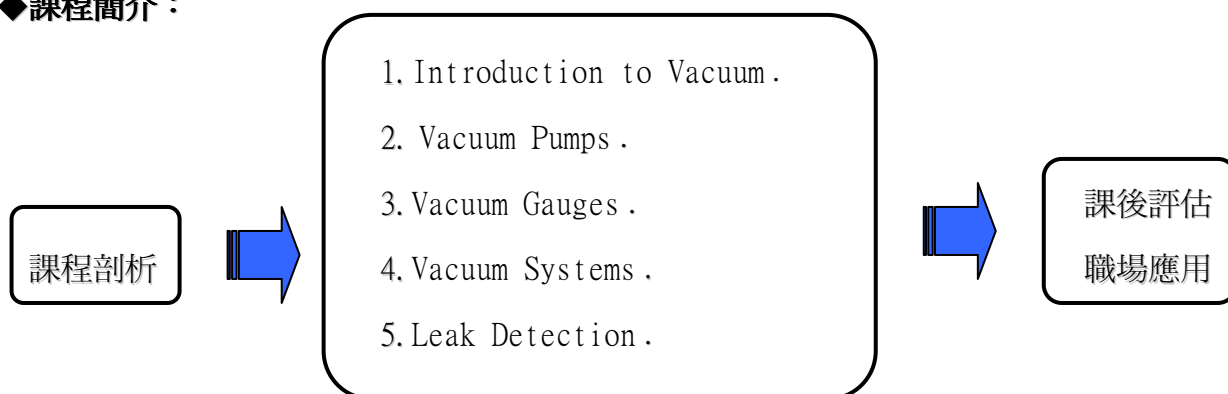 ◆課程簡介：
1. Introduction to Vacuum.
2. Vacuum Pumps.
3. Vacuum Gauges.
4. Vacuum Systems.
5. Leak Detection.
課程剖析
課後評估
職場應用